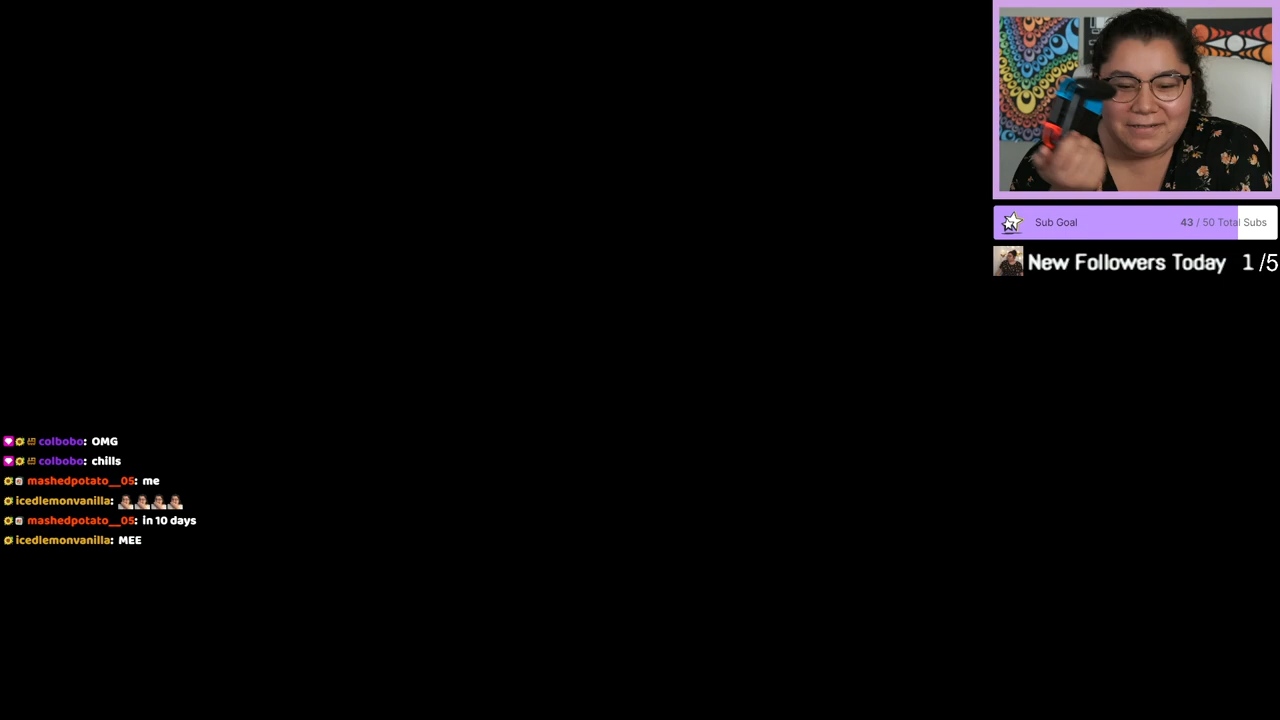 Sub Goal 43 / 50 Total Subs
New Followers Today 1 /5
colbobo: OMG
colbobo: chills
mashedpotato__05: me
icedlemonvanilla:
mashedpotato__05: in 10 days
icedlemonvanilla: MEE